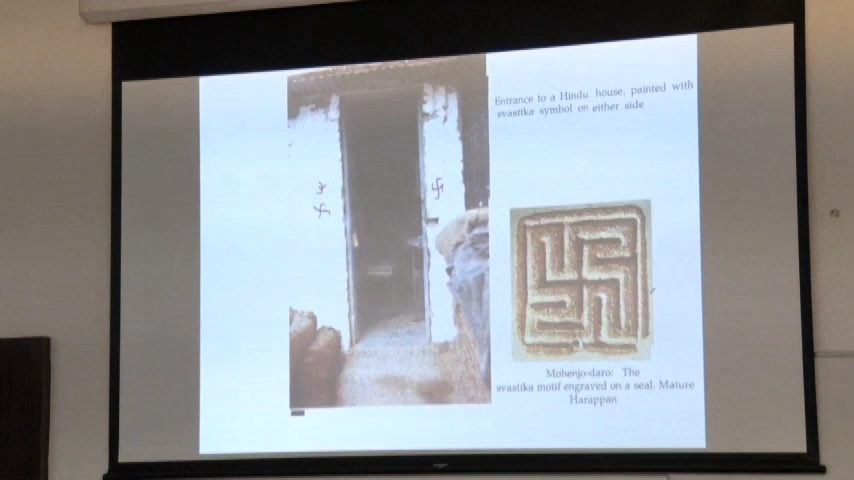 Entrance to a Hindu house, painted with
svastika symbol on either side
Mohenjo-daro: The
svastika motif engraved on a seal. Mature
Harappan